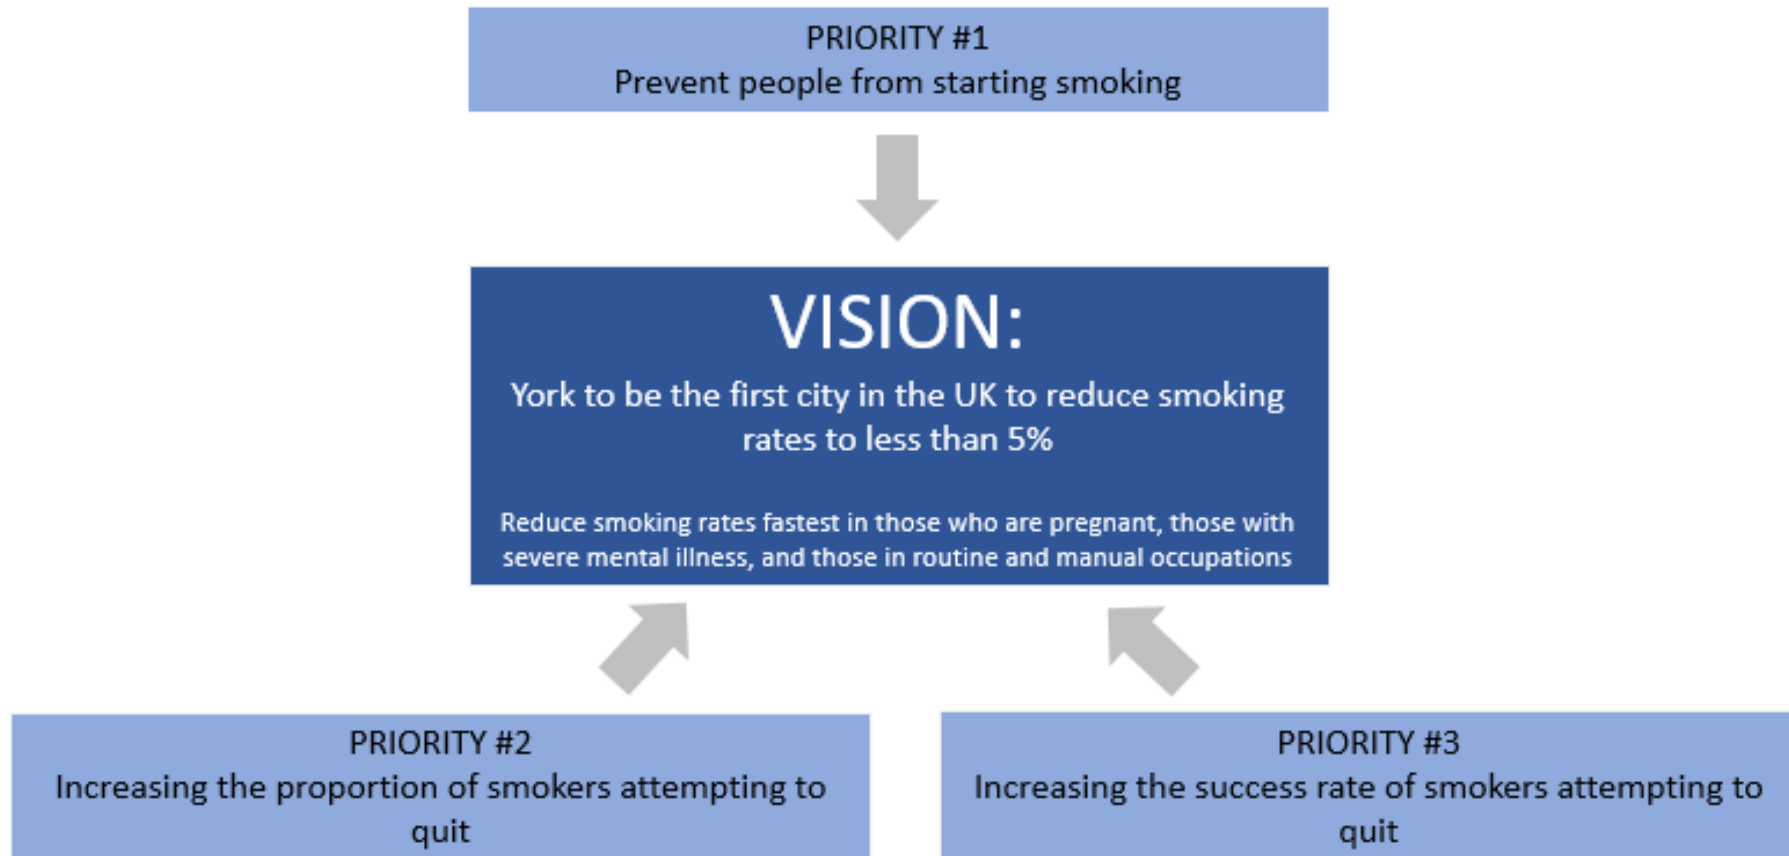 PRIORITY #1
Prevent people from starting smoking
VISION:
York to be the first city in the UK to reduce smoking
rates to less than 5%
Reduce smoking rates fastest in those who are pregnant, those with
severe mental illness, and those in routine and manual occupations
PRIORITY #2
Increasing the proportion of smokers attempting to
quit
PRIORITY #3
Increasing the success rate of smokers attempting to
quit